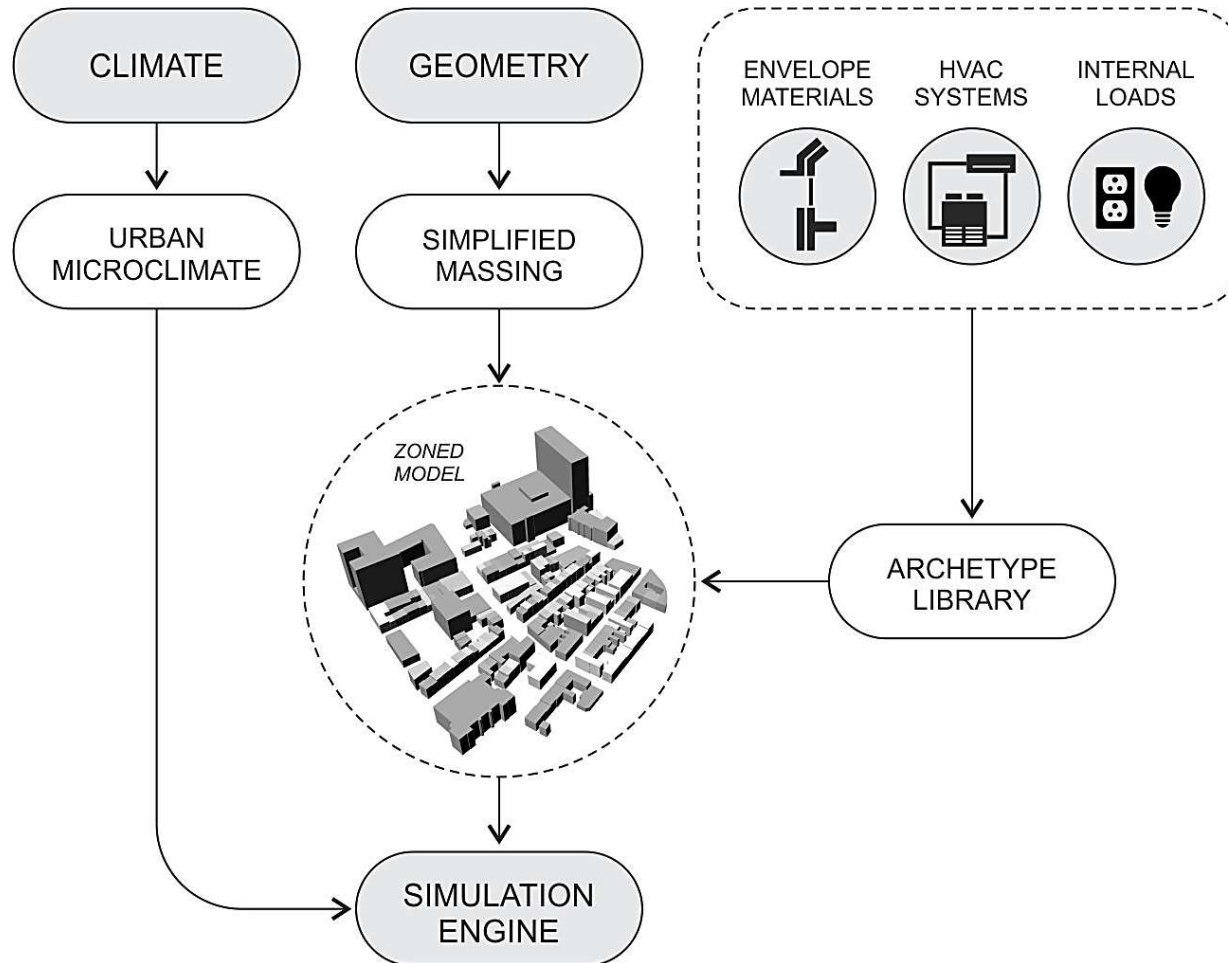 CLIMATE
GEOMETRY
ENVELOPE
MATERIALS
HVAC
SYSTEMS
INTERNAL
LOADS
URBAN
MICROCLIMATE
SIMPLIFIED
MASSING
ZONED
MODEL
ARCHETYPE
LIBRARY
SIMULATION
ENGINE